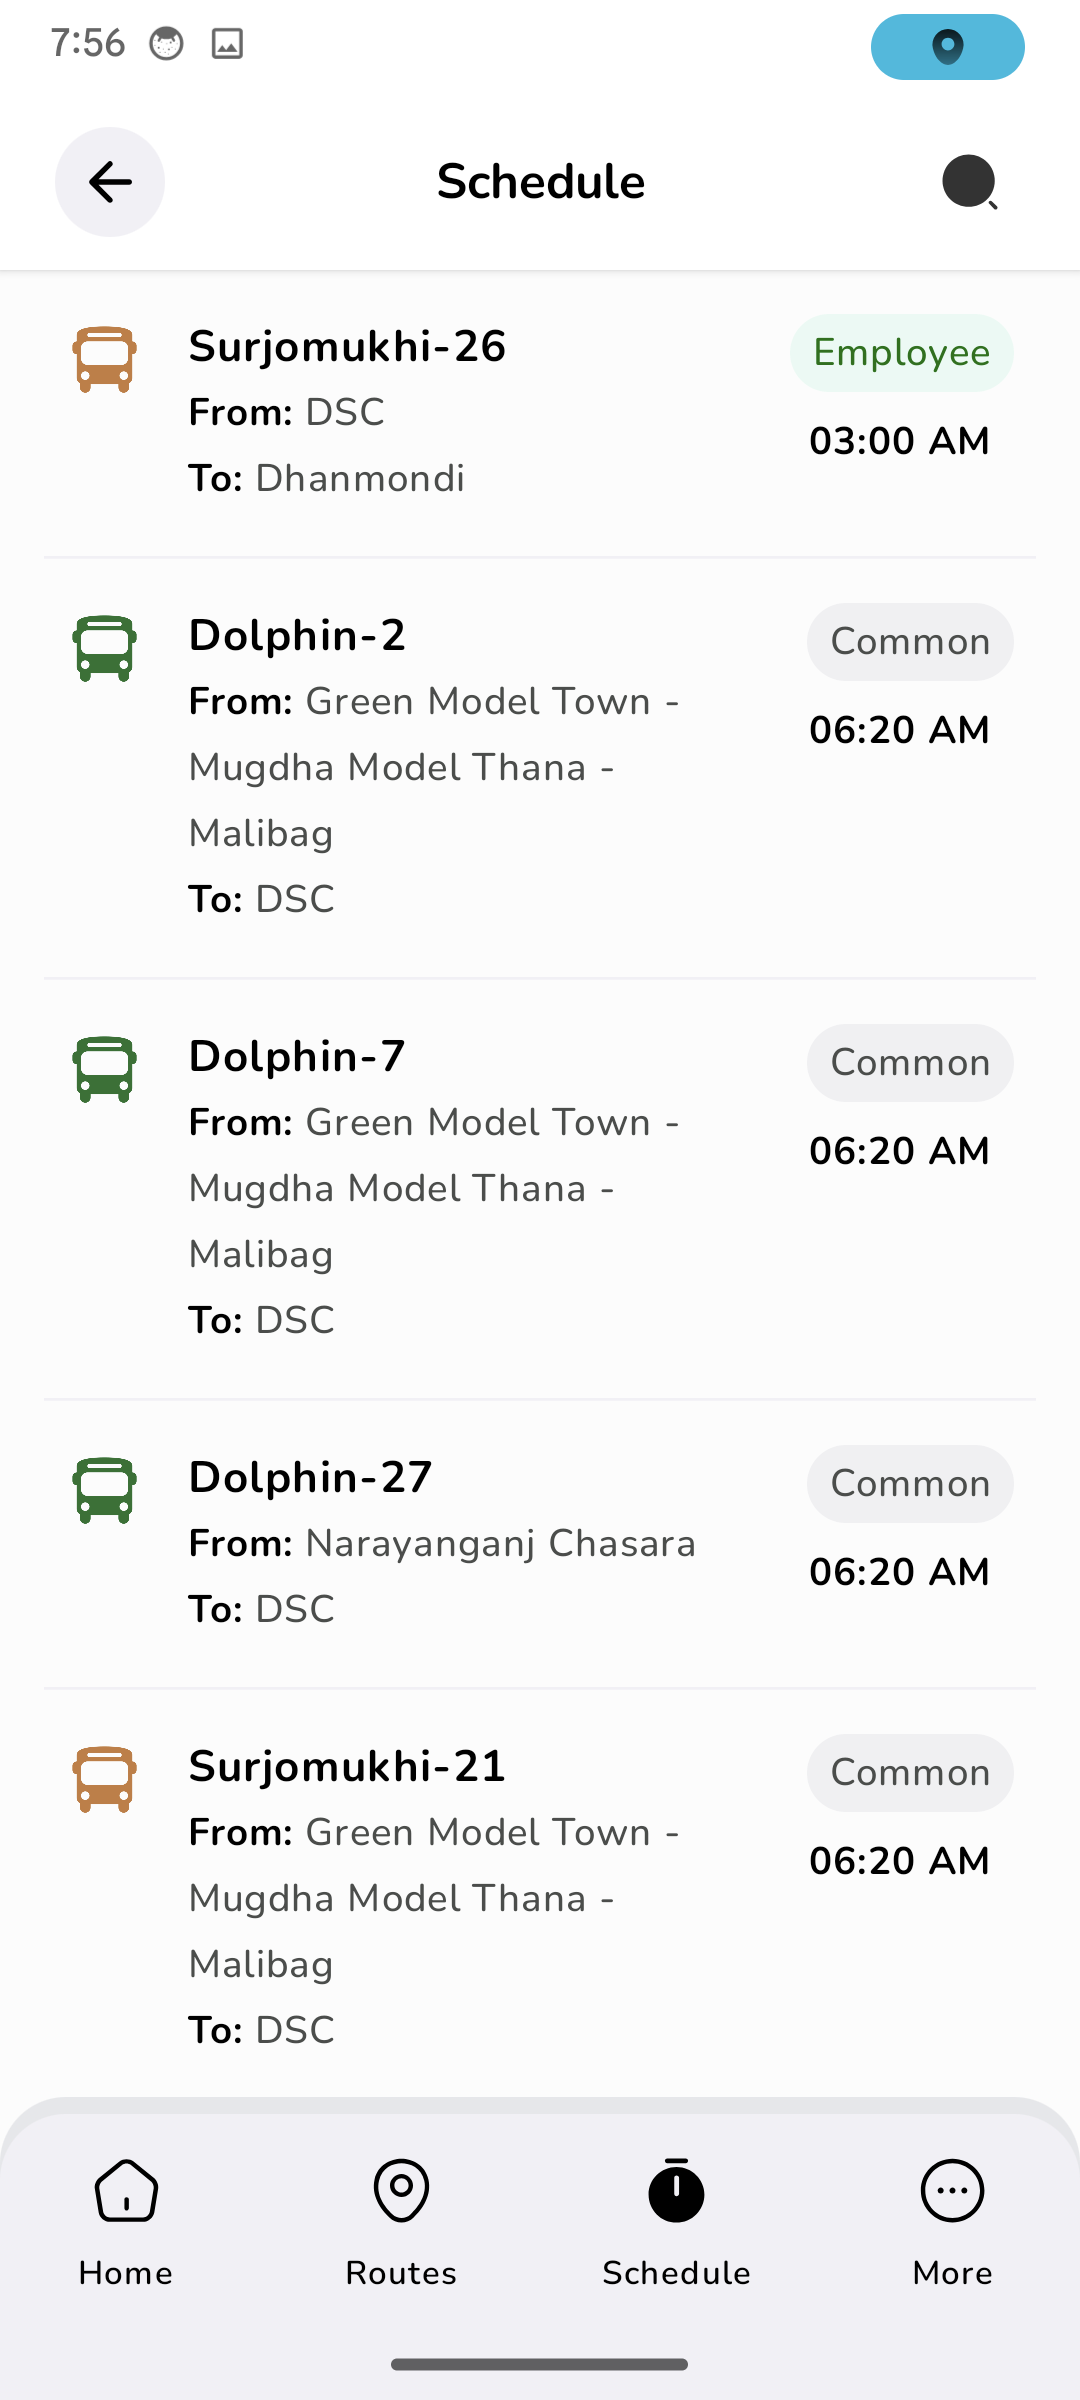 7:56
Schedule
Surjomukhi-26
Employee
From: DSC
03:00 AM
To: Dhanmondi
Dolphin-2
Common
From: Green Model Town -
06:20 AM
Mugdha Model Thana -
Malibag
To: DSC
Dolphin-7
Common
From: Green Model Town -
06:20 AM
Mugdha Model Thana -
Malibag
To: DSC
Dolphin-27
Common
From: Narayanganj Chasara
06:20 AM
To: DSC
Surjomukhi-21
Common
From: Green Model Town -
06:20 AM
Mugdha Model Thana -
Malibag
To: DSC
Home
Routes
Schedule
More